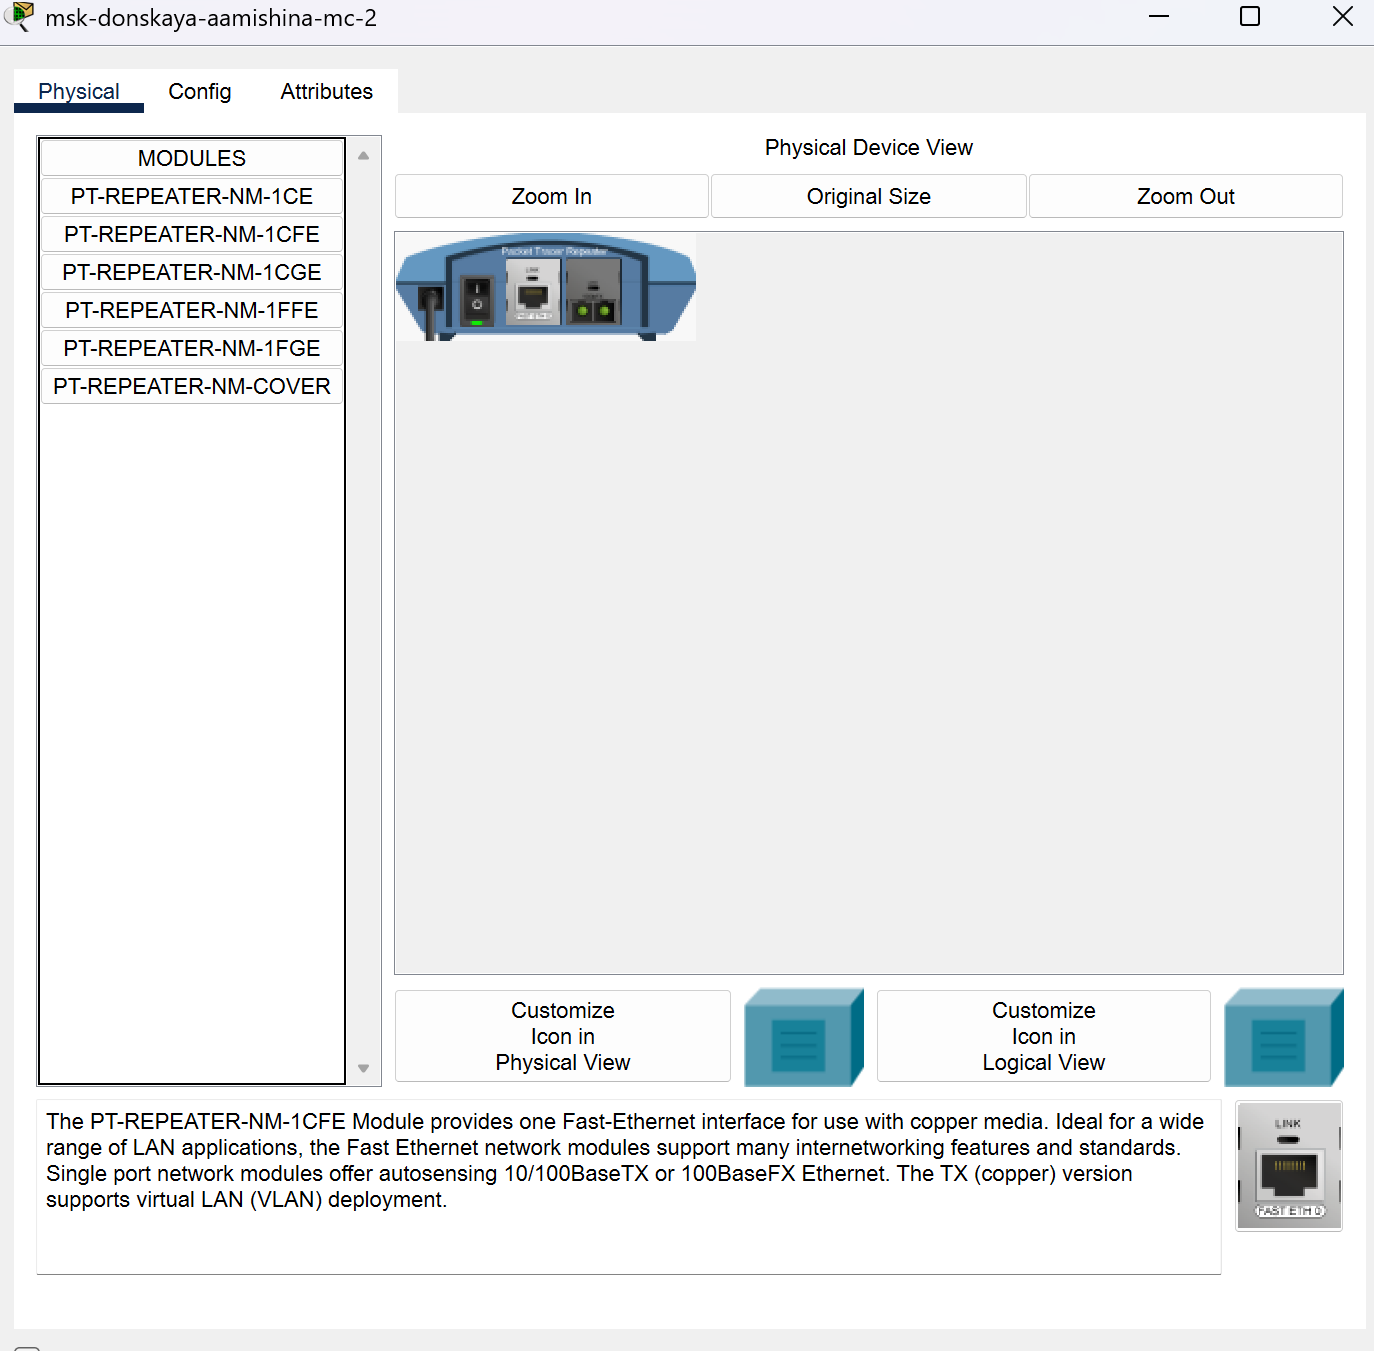 msk-donskaya-aamishina-mc-2
Physical
Config
Attributes
MODULES
PT-REPEATER-NM-1CE
PT-REPEATER-NM-1CFE
PT-REPEATER-NM-1CGE
PT-REPEATER-NM-1FFE
PT-REPEATER-NM-1FGE
PT-REPEATER-NM-COVER
Physical Device View
Zoom In
Original Size
Zoom Out
Packet Tracer Repeater
LINK
Customize
Icon in
Physical View
Customize
Icon in
Logical View
The PT-REPEATER-NM-1CFE Module provides one Fast-Ethernet interface for use with copper media. Ideal for a wide
range of LAN applications, the Fast Ethernet network modules support many internetworking features and standards.
Single port network modules offer autosensing 10/100BaseTX or 100BaseFX Ethernet. The TX (copper) version
supports virtual LAN (VLAN) deployment.
LINK
FAST ETH 0